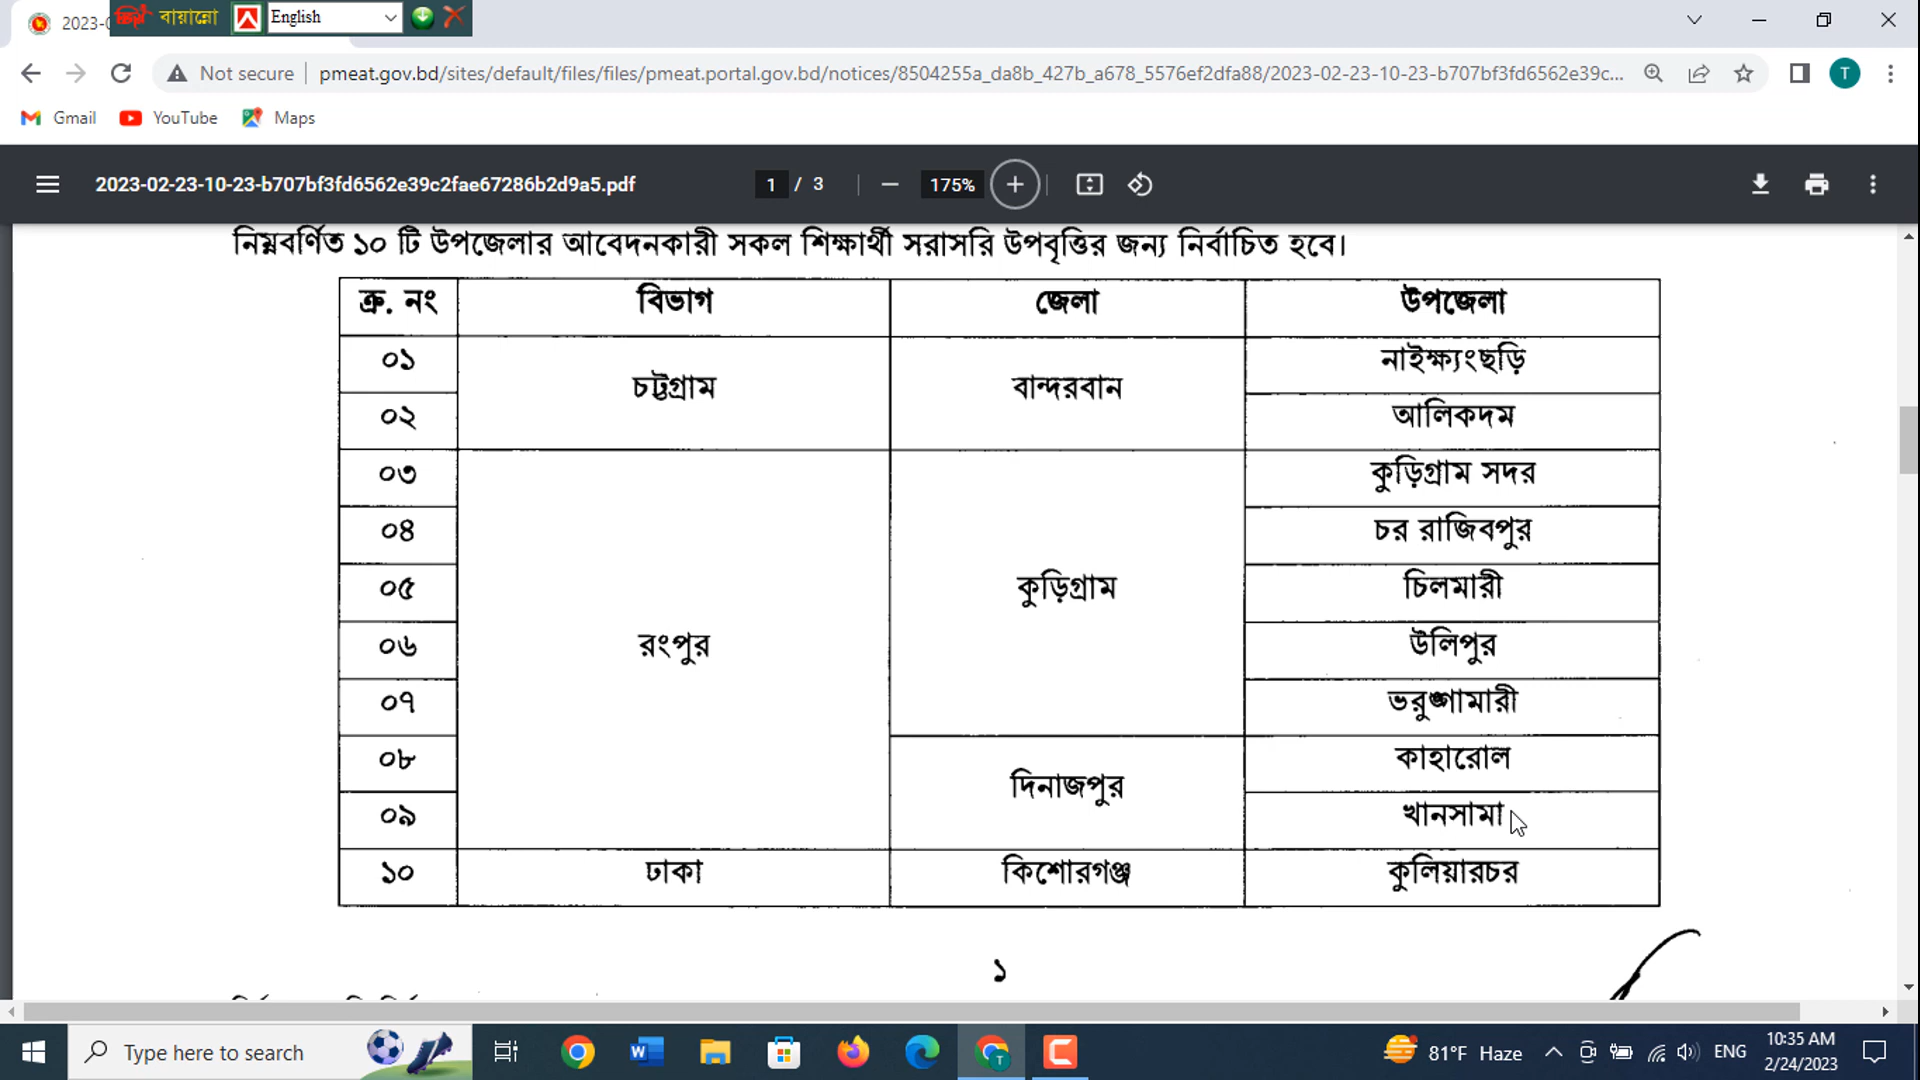 2023-0
বায়ান্নো
English
Not secure
pmeat.gov.bd/sites/default/files/files/pmeat.portal.gov.bd/notices/8504255a_da8b_427b_a678_5576ef2dfa88/2023-02-23-10-23-b707bf3fd6562e39c...
T
Gmail
YouTube
Maps
2023-02-23-10-23-b707bf3fd6562e39c2fae67286b2d9a5.pdf
1 / 3
175%
নিম্নবর্ণিত ১০ টি উপজেলার আবেদনকারী সকল শিক্ষার্থী সরাসরি উপবৃত্তির জন্য নির্বাচিত হবে।
ক্র. নং বিভাগ জেলা উপজেলা
০১ চট্টগ্রাম বান্দরবান নাইক্ষ্যংছড়ি
০২ আলিকদম
০৩ রংপুর কুড়িগ্রাম কুড়িগ্রাম সদর
০৪ চর রাজিবপুর
০৫ চিলমারী
০৬ উলিপুর
০৭ ভরুঙ্গামারী
০৮ দিনাজপুর কাহারোল
০৯ খানসামা
১০ ঢাকা কিশোরগঞ্জ কুলিয়ারচর
১
Type here to search
81°F Haze
ENG
10:35 AM
2/24/2023